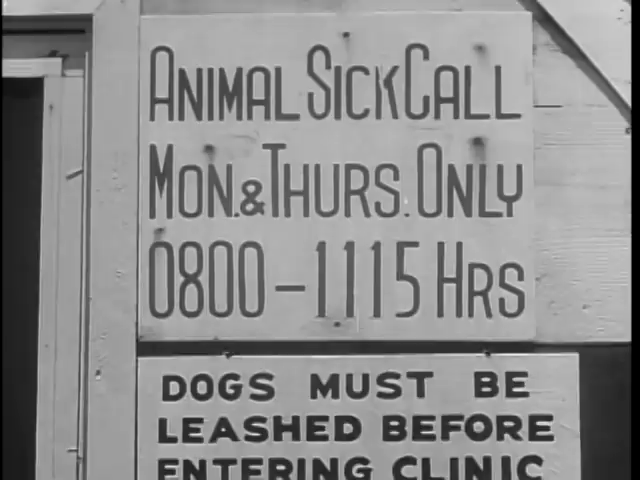 ANIMAL SICK CALL
MON. & THURS. ONLY
0800-1115 HRS
DOGS MUST BE
LEASHED BEFORE
ENTERING CLINIC